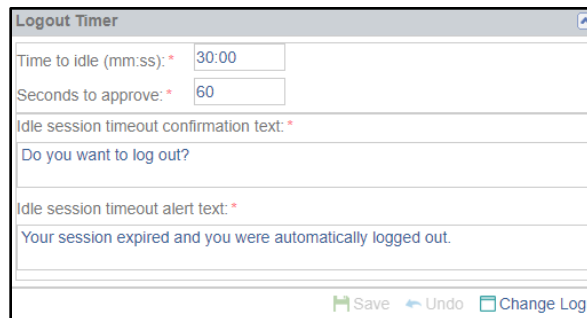 Logout Timer
Time to idle (mm:ss): * 30:00
Seconds to approve: * 60
Idle session timeout confirmation text: *
Do you want to log out?
Idle session timeout alert text: *
Your session expired and you were automatically logged out.
Save Undo Change Log